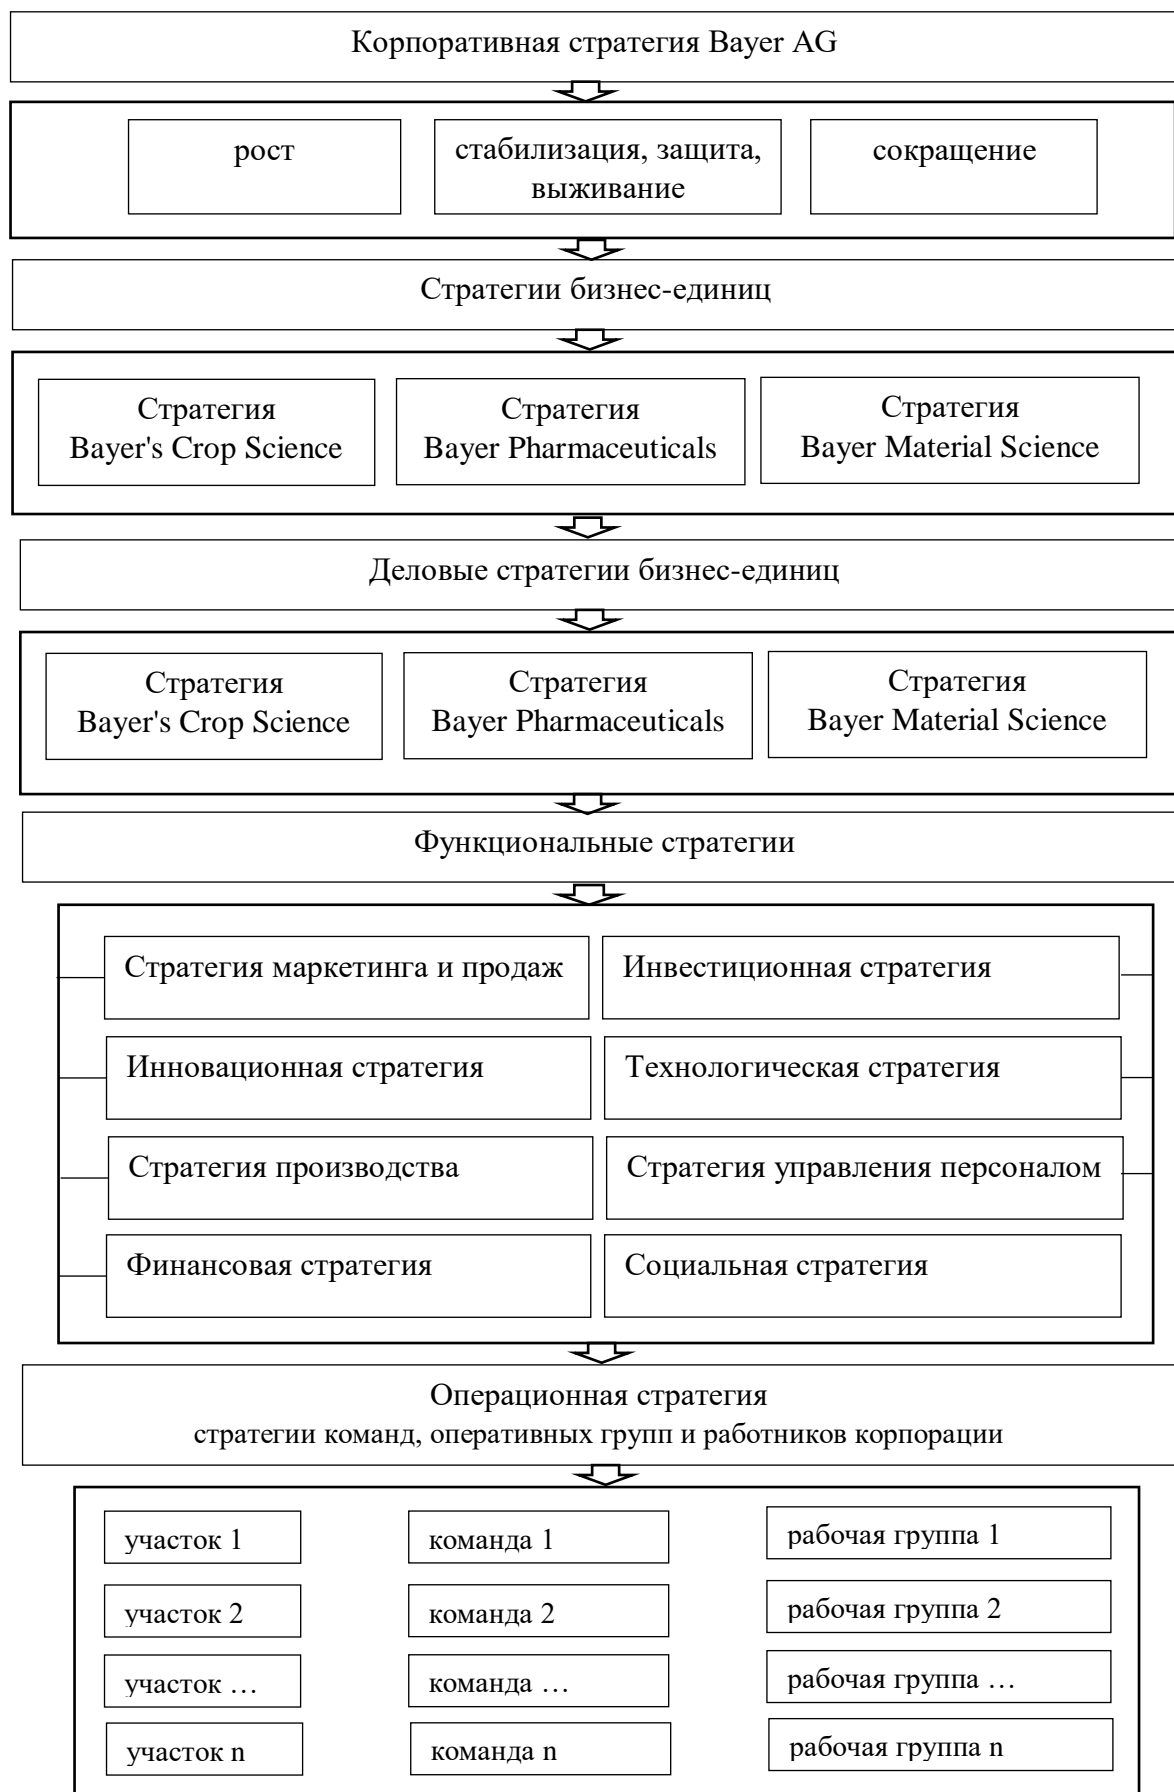 Корпоративная стратегия Bayer AG
рост
стабилизация, защита,
выживание
сокращение
Стратегии бизнес-единиц
Стратегия
Bayer's Crop Science
Стратегия
Bayer Pharmaceuticals
Стратегия
Bayer Material Science
Деловые стратегии бизнес-единиц
Стратегия
Bayer's Crop Science
Стратегия
Bayer Pharmaceuticals
Стратегия
Bayer Material Science
Функциональные стратегии
Стратегия маркетинга и продаж
Инвестиционная стратегия
Инновационная стратегия
Технологическая стратегия
Стратегия производства
Стратегия управления персоналом
Финансовая стратегия
Социальная стратегия
Операционная стратегия
стратегии команд, оперативных групп и работников корпорации
участок 1
команда 1
рабочая группа 1
участок 2
команда 2
рабочая группа 2
участок …
команда …
рабочая группа …
участок n
команда n
рабочая группа n